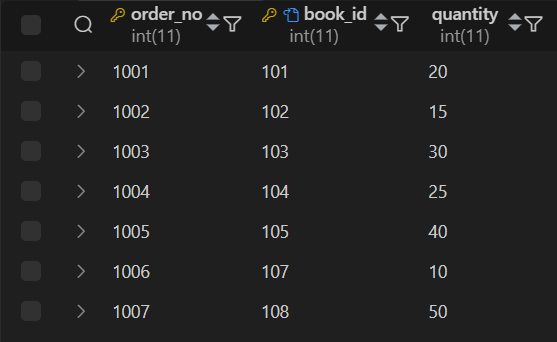 order_no book_id quantity
int(11) int(11) int(11)
1001 101 20
1002 102 15
1003 103 30
1004 104 25
1005 105 40
1006 107 10
1007 108 50